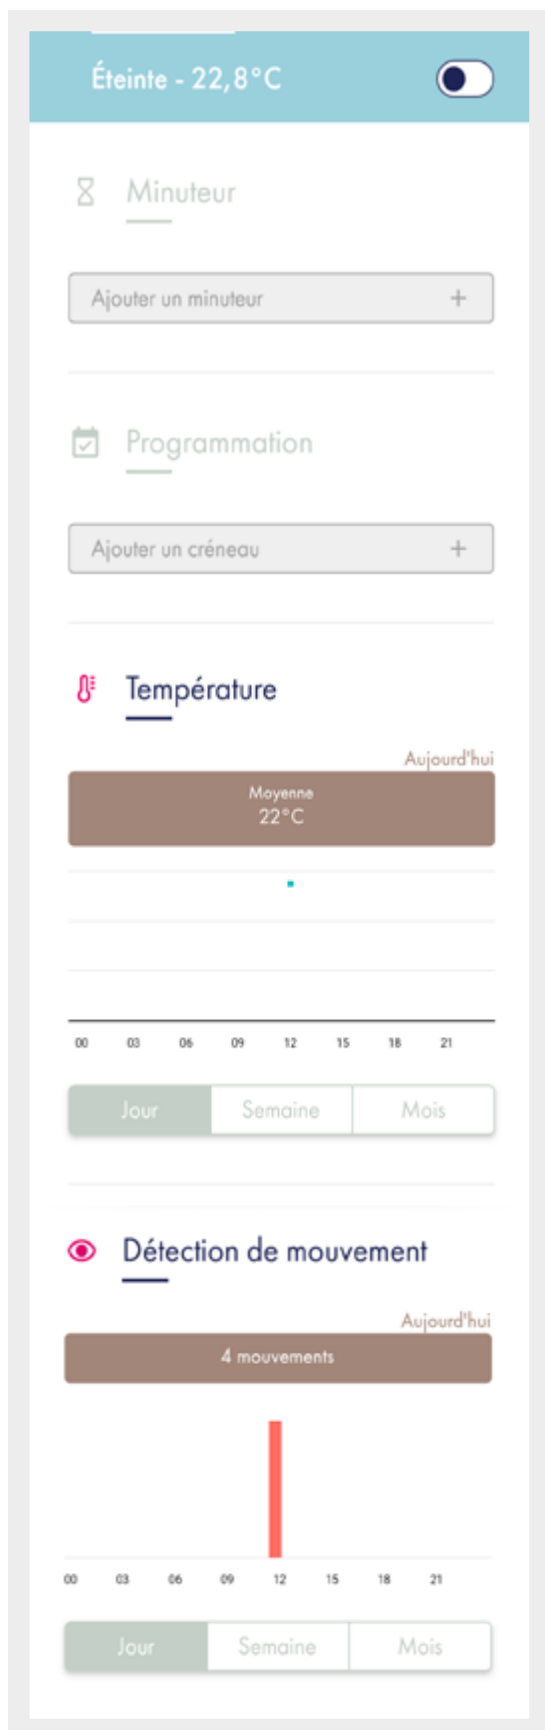 Éteinte - 22,8°C
Minuteur
Ajouter un minuteur +
Programmation
Ajouter un créneau +
Température
Aujourd'hui
Moyenne
22°C
00 03 06 09 12 15 18 21
Jour Semaine Mois
Détection de mouvement
Aujourd'hui
4 mouvements
00 03 06 09 12 15 18 21
Jour Semaine Mois